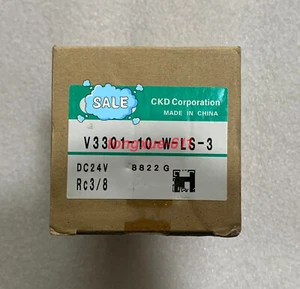 SALE
CKD Corporation
MADE IN CHINA
V3301-10-W-LS-3
DC24V 8822G
Rc3/8